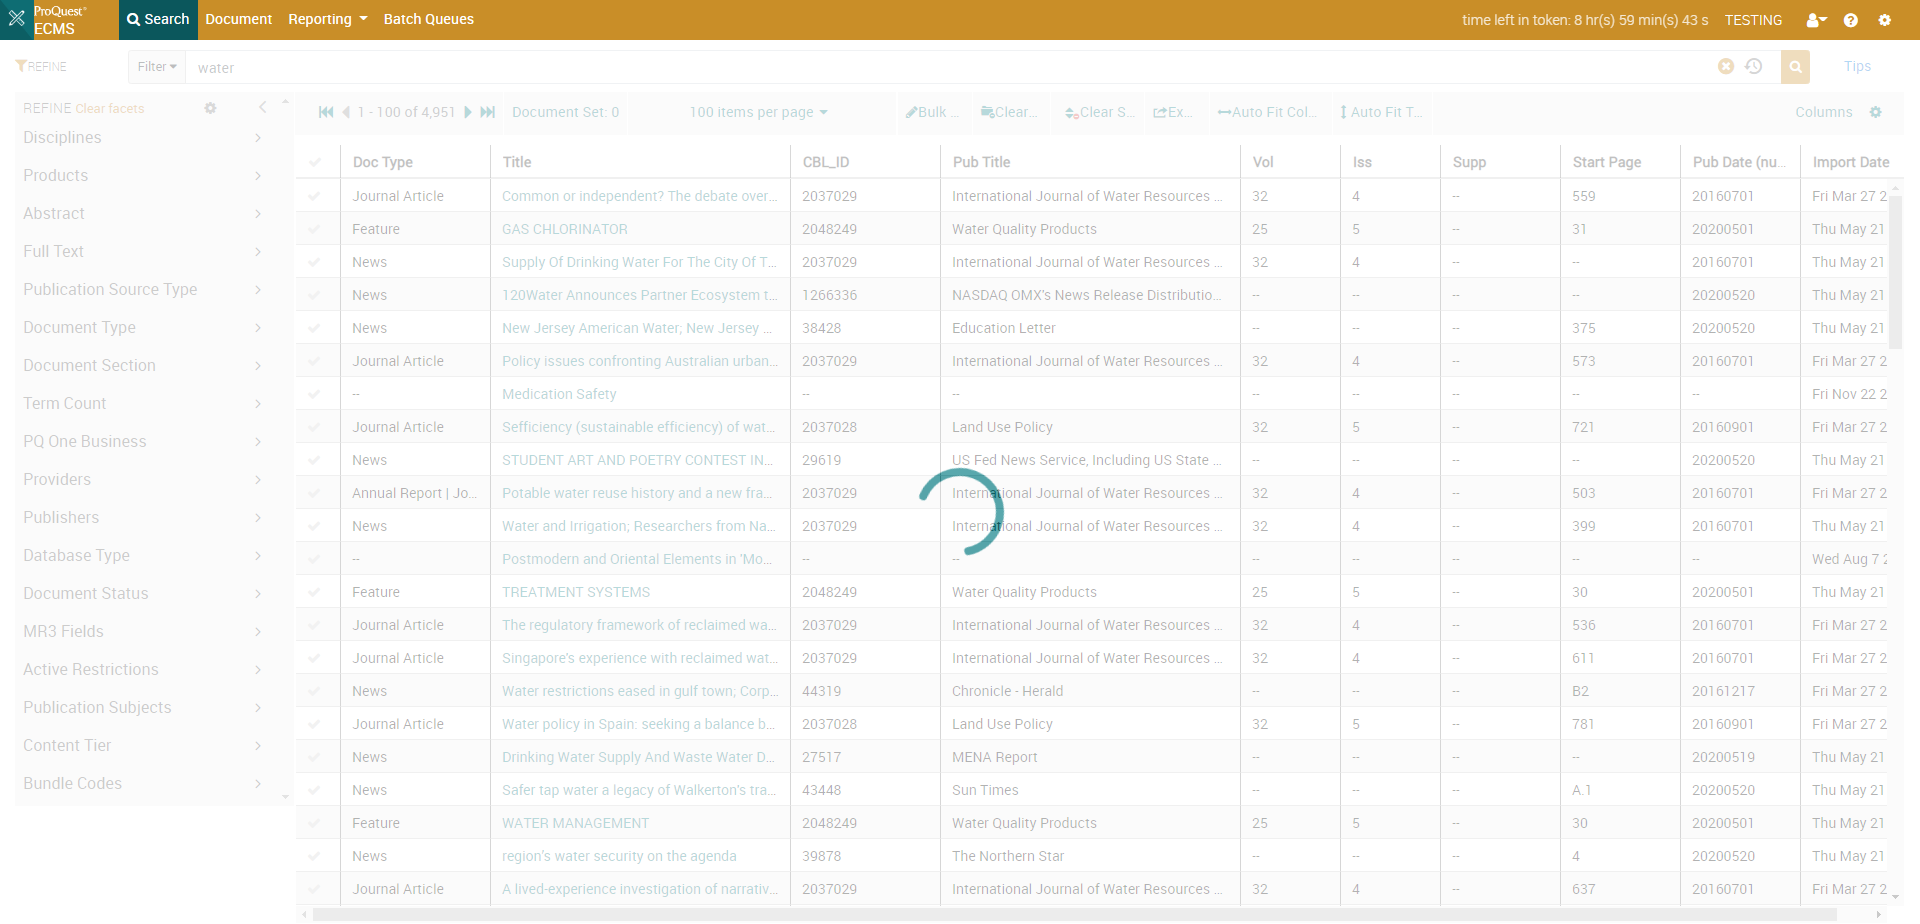 ProQuest
ECMS
Search Document Reporting Batch Queues
time left in token: 8 hr(s) 59 min(s) 43 s TESTING
REFINE Filter water Tips
REFINE Clear facets
1 - 100 of 4,951 Document Set: 0 100 items per page Bulk ... Clear... Clear S... Ex... Auto Fit Col... Auto Fit T... Columns
Disciplines
Products
Abstract
Full Text
Publication Source Type
Document Type
Document Section
Term Count
PQ One Business
Providers
Publishers
Database Type
Document Status
MR3 Fields
Active Restrictions
Publication Subjects
Content Tier
Bundle Codes
Doc Type Title CBL_ID Pub Title Vol Iss Supp Start Page Pub Date (nu... Import Date
Journal Article Common or independent? The debate over... 2037029 International Journal of Water Resources ... 32 4 -- 559 20160701 Fri Mar 27 2
Feature GAS CHLORINATOR 2048249 Water Quality Products 25 5 -- 31 20200501 Thu May 21
News Supply Of Drinking Water For The City Of T... 2037029 International Journal of Water Resources ... 32 4 -- -- 20160701 Thu May 21
News 120Water Announces Partner Ecosystem t... 1266336 NASDAQ OMX's News Release Distributio... -- -- -- -- 20200520 Thu May 21
News New Jersey American Water; New Jersey ... 38428 Education Letter -- -- -- 375 20200520 Thu May 21
Journal Article Policy issues confronting Australian urban... 2037029 International Journal of Water Resources ... 32 4 -- 573 20160701 Fri Mar 27 2
-- Medication Safety -- -- -- -- -- -- -- Fri Nov 22 2
Journal Article Sefficiency (sustainable efficiency) of wat... 2037028 Land Use Policy 32 5 -- 721 20160901 Fri Mar 27 2
News STUDENT ART AND POETRY CONTEST IN... 29619 US Fed News Service, Including US State ... -- -- -- -- 20200520 Thu May 21
Annual Report | Jo... Potable water reuse history and a new fra... 2037029 International Journal of Water Resources ... 32 4 -- 503 20160701 Fri Mar 27 2
News Water and Irrigation; Researchers from Na... 2037029 International Journal of Water Resources ... 32 4 -- 399 20160701 Fri Mar 27 2
-- Postmodern and Oriental Elements in 'Mo... -- -- -- -- -- -- -- Wed Aug 7 2
Feature TREATMENT SYSTEMS 2048249 Water Quality Products 25 5 -- 30 20200501 Thu May 21
Journal Article The regulatory framework of reclaimed wa... 2037029 International Journal of Water Resources ... 32 4 -- 536 20160701 Fri Mar 27 2
Journal Article Singapore's experience with reclaimed wat... 2037029 International Journal of Water Resources ... 32 4 -- 611 20160701 Fri Mar 27 2
News Water restrictions eased in gulf town; Corp... 44319 Chronicle - Herald -- -- -- B2 20161217 Fri Mar 27 2
Journal Article Water policy in Spain: seeking a balance b... 2037028 Land Use Policy 32 5 -- 781 20160901 Fri Mar 27 2
News Drinking Water Supply And Waste Water D... 27517 MENA Report -- -- -- -- 20200519 Thu May 21
News Safer tap water a legacy of Walkerton's tra... 43448 Sun Times -- -- -- A.1 20200520 Thu May 21
Feature WATER MANAGEMENT 2048249 Water Quality Products 25 5 -- 30 20200501 Thu May 21
News region's water security on the agenda 39878 The Northern Star -- -- -- 4 20200520 Thu May 21
Journal Article A lived-experience investigation of narrativ... 2037029 International Journal of Water Resources ... 32 4 -- 637 20160701 Fri Mar 27 2